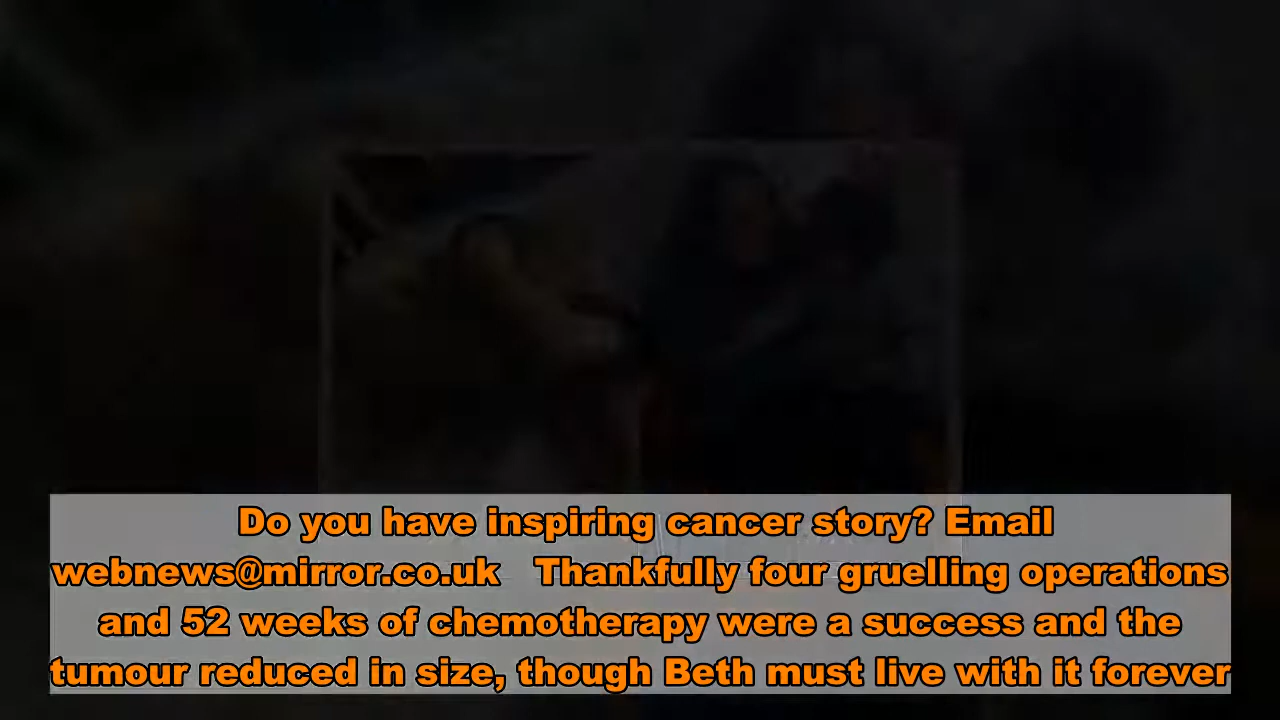 Do you have inspiring cancer story? Email
webnews@mirror.co.uk   Thankfully four gruelling operations
and 52 weeks of chemotherapy were a success and the
tumour reduced in size, though Beth must live with it forever